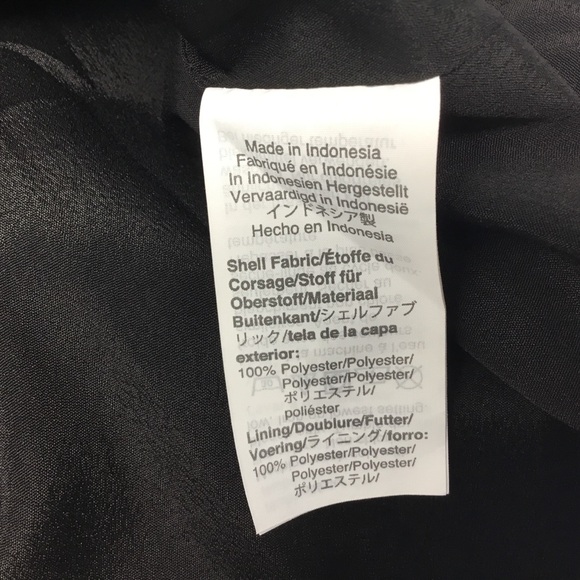 Made in Indonesia
Fabriqué en Indonésie
In Indonesien Hergestellt
Vervaardigd in Indonesië
インドネシア製
Hecho en Indonesia
Shell Fabric/Étoffe du
Corsage/Stoff für
Oberstoff/Materiaal
Buitenkant/シェルファブ
リック/tela de la capa
exterior:
100% Polyester/Polyester/
Polyester/Polyester/
ポリエステル/
poliéster
Lining/Doublure/Futter/
Voering/ライニング/forro:
100% Polyester/Polyester/
Polyester/Polyester/
ポリエステル/